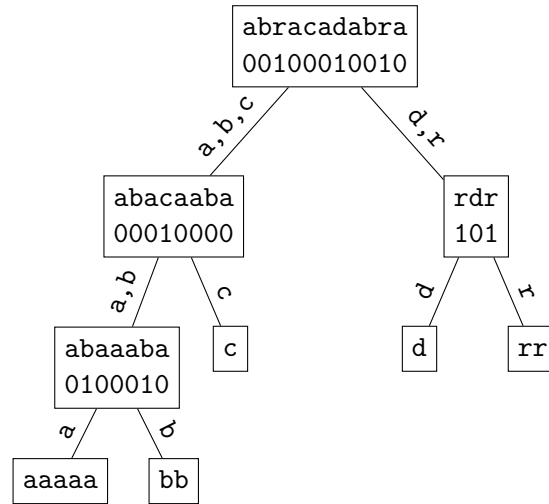 abracadabra
00100010010
a,b,c
d,r
abacaaba
00010000
rdr
101
a,b
c
d
r
abaaaba
0100010
c
d
rr
a
b
aaaaa
bb